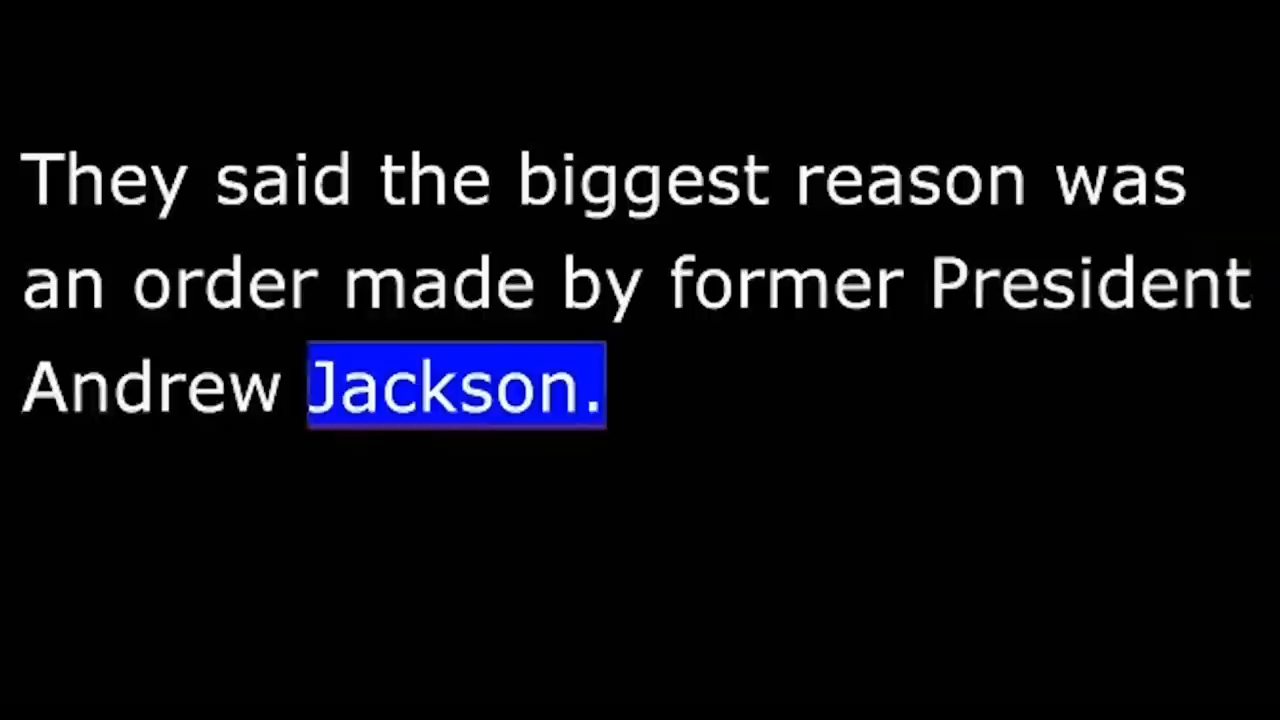 They said the biggest reason was
an order made by former President
Andrew Jackson.